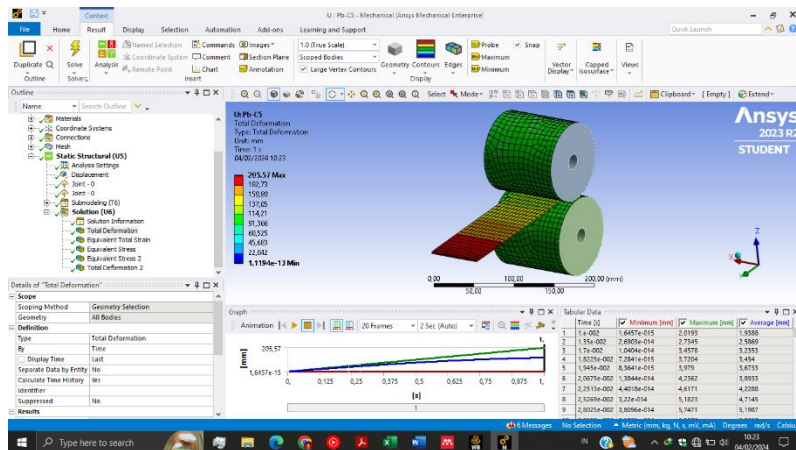 Context
U : Pb-CS - Mechanical [Ansys Mechanical Enterprise]
File Home Result Display Selection Automation Add-ons Learning and Support
Quick Launch
Duplicate Q
Solve
Analysis
Named Selection
Coordinate System
Remote Point
Commands
Comment
Chart
Images
Section Plane
Annotation
1.0 (True Scale)
Scoped Bodies
Large Vertex Contours
Geometry Contours Edges
Probe
Maximum
Minimum
Snap
Vector Display
Capped Isosurface
Views
Outline Solver Insert Display
Outline
Name Search Outline
Select Mode Clipboard [ Empty ] Extend
Materials
Coordinate Systems
Connections
Mesh
Static Structural (U5)
Analysis Settings
Displacement
Joint - 0
Joint - 0
Submodeling (T6)
Solution (U6)
Solution Information
Total Deformation
Equivalent Total Strain
Equivalent Stress
Equivalent Stress 2
Total Deformation 2
U: Pb-CS
Total Deformation
Type: Total Deformation
Unit: mm
Time: 1 s
04/02/2024 10:23
205,57 Max
182,73
159,89
137,05
114,21
91,366
68,525
45,683
22,842
1,1194e-13 Min
Ansys
2023 R2
STUDENT
Z
X
0,00 100,00 200,00 (mm)
50,00 150,00
Details of "Total Deformation"
Scope
Scoping Method Geometry Selection
Geometry All Bodies
Definition
Type Total Deformation
By Time
Display Time Last
Separate Data by Entity No
Calculate Time History Yes
Identifier
Suppressed No
Results
Graph
Animation 20 Frames 2 Sec (Auto)
1,
205,57
[mm]
1,6457e-15
0, 0,125 0,25 0,375 0,5 0,625 0,75 0,875 1,
[s]
1
Tabular Data
Time [s] Minimum [mm] Maximum [mm] Average [mm]
1 1,e-002 1,6457e-015 2,0193 1,9388
2 1,35e-002 2,6903e-014 2,7345 2,5869
3 1,7e-002 1,0404e-014 3,4578 3,2353
4 1,8225e-002 7,2841e-015 3,7204 3,454
5 1,945e-002 8,3641e-015 3,979 3,6733
6 2,0675e-002 1,3844e-014 4,2362 3,8933
7 2,2513e-002 4,4018e-014 4,6171 4,2288
8 2,5269e-002 3,22e-014 5,1823 4,7145
9 2,8025e-002 3,8096e-014 5,7471 5,1987
6 Messages No Selection Metric (mm, kg, N, s, mV, mA) Degrees rad/s Celsius
Type here to search
IN
10:23
04/02/2024